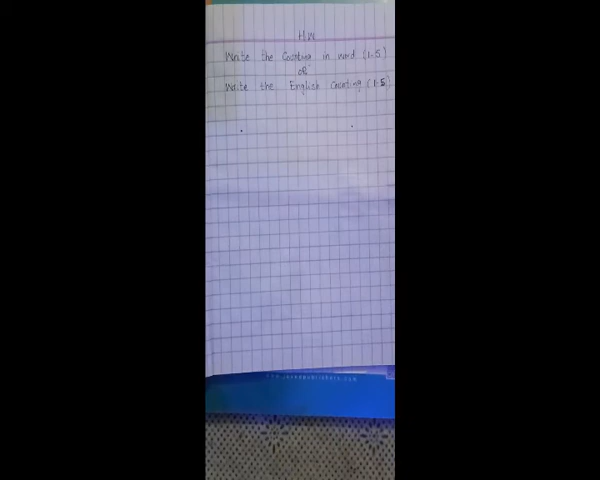 H.W
Write the Counting in word (1-5)
OR
Write the English Counting (1-5)